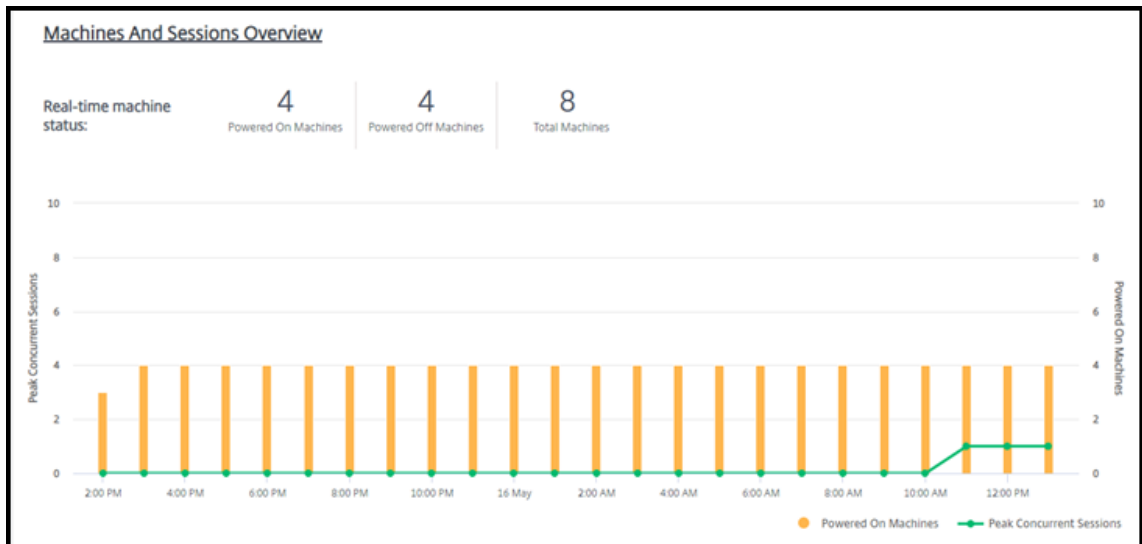 Machines And Sessions Overview
Real-time machine
status:
4
Powered On Machines
4
Powered Off Machines
8
Total Machines
Peak Concurrent Sessions
10
8
6
4
2
0
10
8
6
4
2
0
Powered On Machines
2:00 PM 4:00 PM 6:00 PM 8:00 PM 10:00 PM 16 May 2:00 AM 4:00 AM 6:00 AM 8:00 AM 10:00 AM 12:00 PM
Powered On Machines Peak Concurrent Sessions